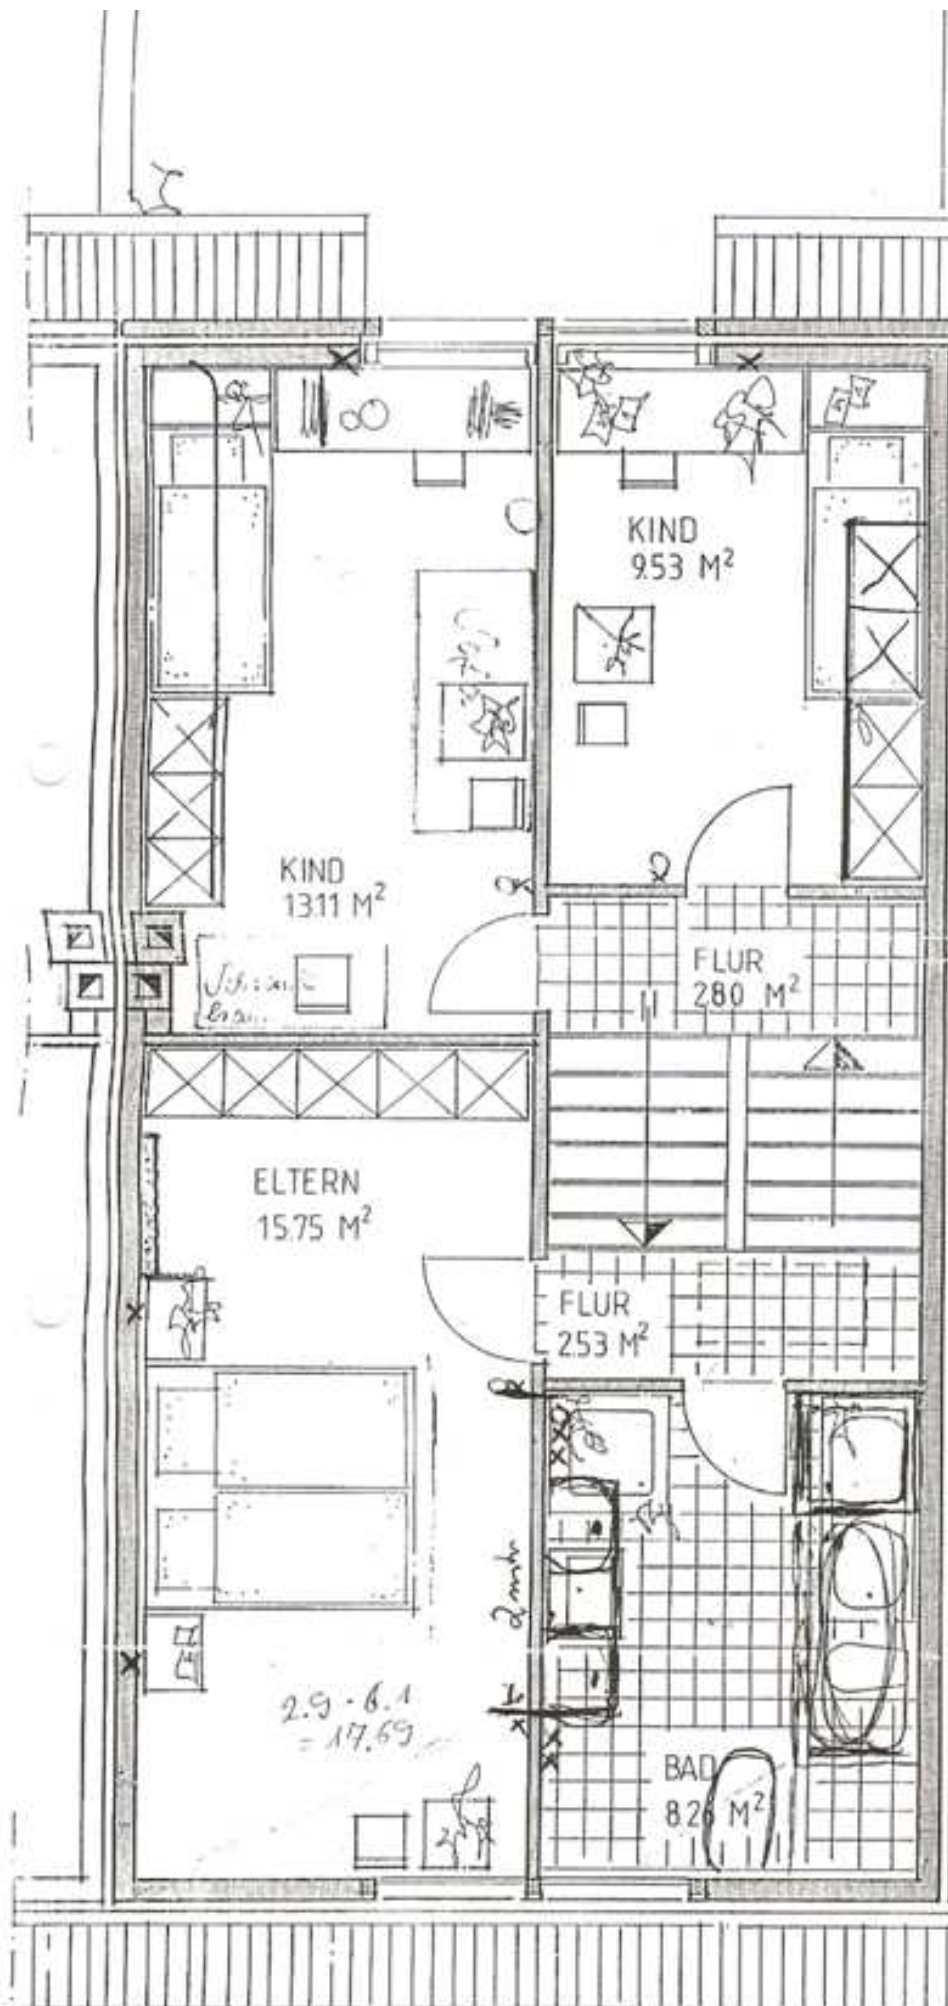 KIND
9.53 M²
KIND
13.11 M²
FLUR
2.80 M²
ELTERN
15.75 M²
FLUR
2.53 M²
2.9 · 6.1
= 17.69
BAD
8.26 M²